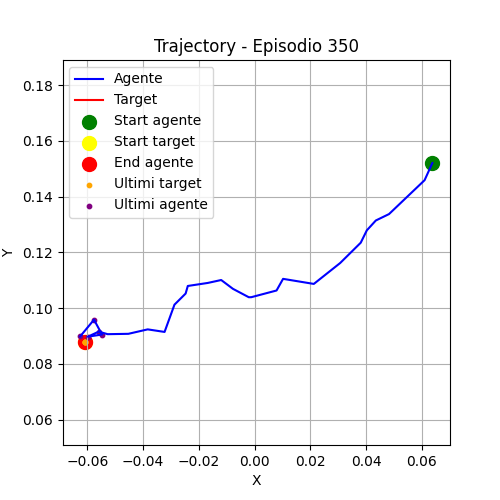 Trajectory - Episodio 350
Agente
Target
Start agente
Start target
End agente
Ultimi target
Ultimi agente
0.18
0.16
0.14
0.12
0.10
0.08
0.06
Y
−0.06 −0.04 −0.02 0.00 0.02 0.04 0.06
X